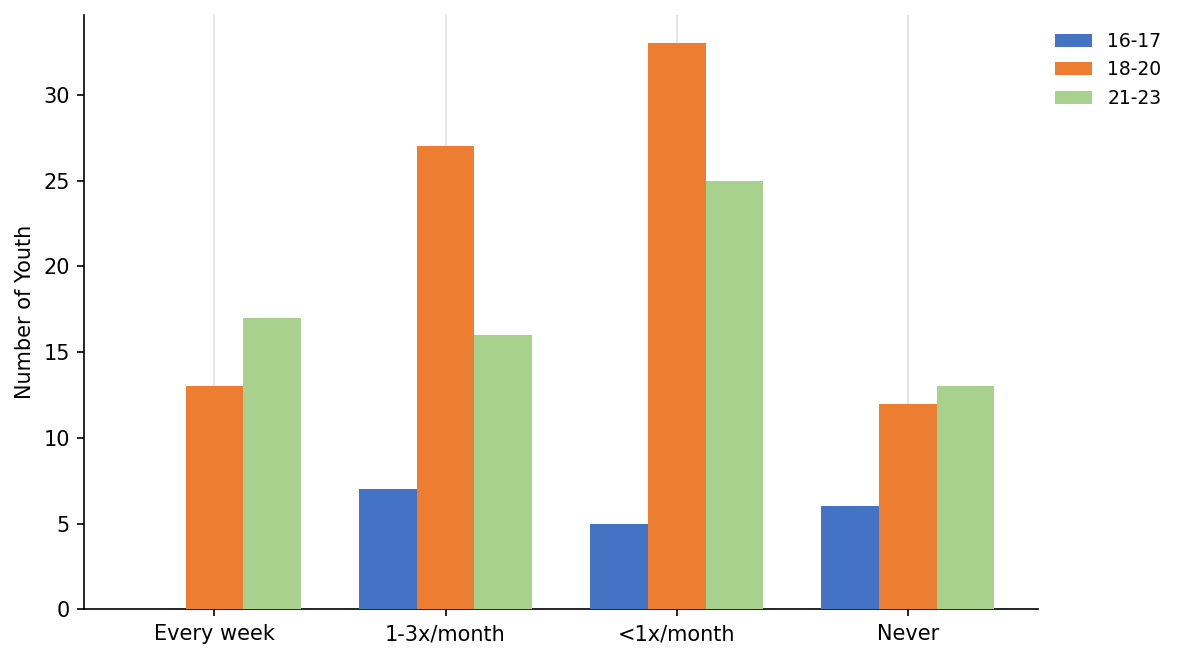 16-17
18-20
21-23
Number of Youth
30
25
20
15
10
5
0
Every week
1-3x/month
<1x/month
Never